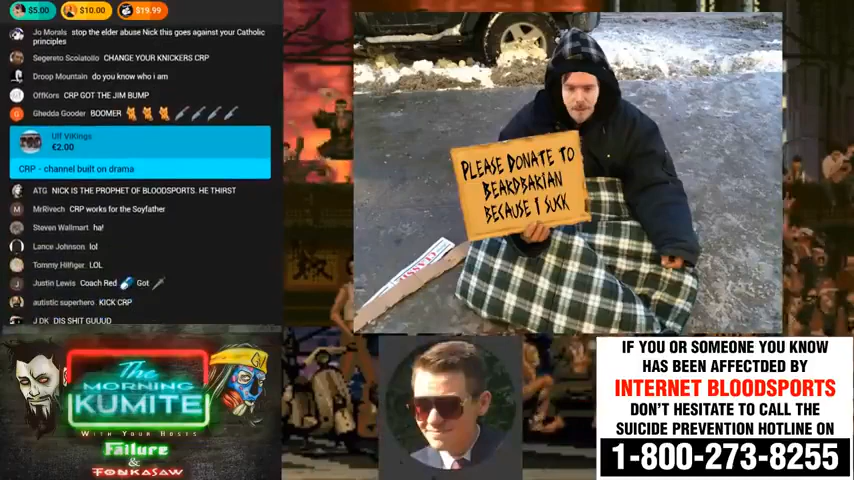 $5.00 $10.00 $19.99
Jo Morals stop the elder abuse Nick this goes against your Catholic
principles
Segereto Scoiatollo CHANGE YOUR KNICKERS CRP
Droop Mountain do you know who i am
OffKors CRP GOT THE JIM BUMP
Ghedda Gooder BOOMER
Ulf ViKings
€2.00
CRP - channel built on drama
ATG NICK IS THE PROPHET OF BLOODSPORTS. HE THIRST
M MrRivech CRP works for the Soyfather
Steven Wallmart ha!
Lance Johnson lol
Tommy Hilfiger LOL
J Justin Lewis Coach Red Got
autistic superhero KICK CRP
J DK DIS SHIT GUUUD
PLEASE DONATE TO
BEARDBARIAN
BECAUSE I SUCK
CLASSIC
The
MORNING
KUMITE
With Your Hosts
Failure
&
TONKASAW
IF YOU OR SOMEONE YOU KNOW
HAS BEEN AFFECTDED BY
INTERNET BLOODSPORTS
DON'T HESITATE TO CALL THE
SUICIDE PREVENTION HOTLINE ON
1-800-273-8255